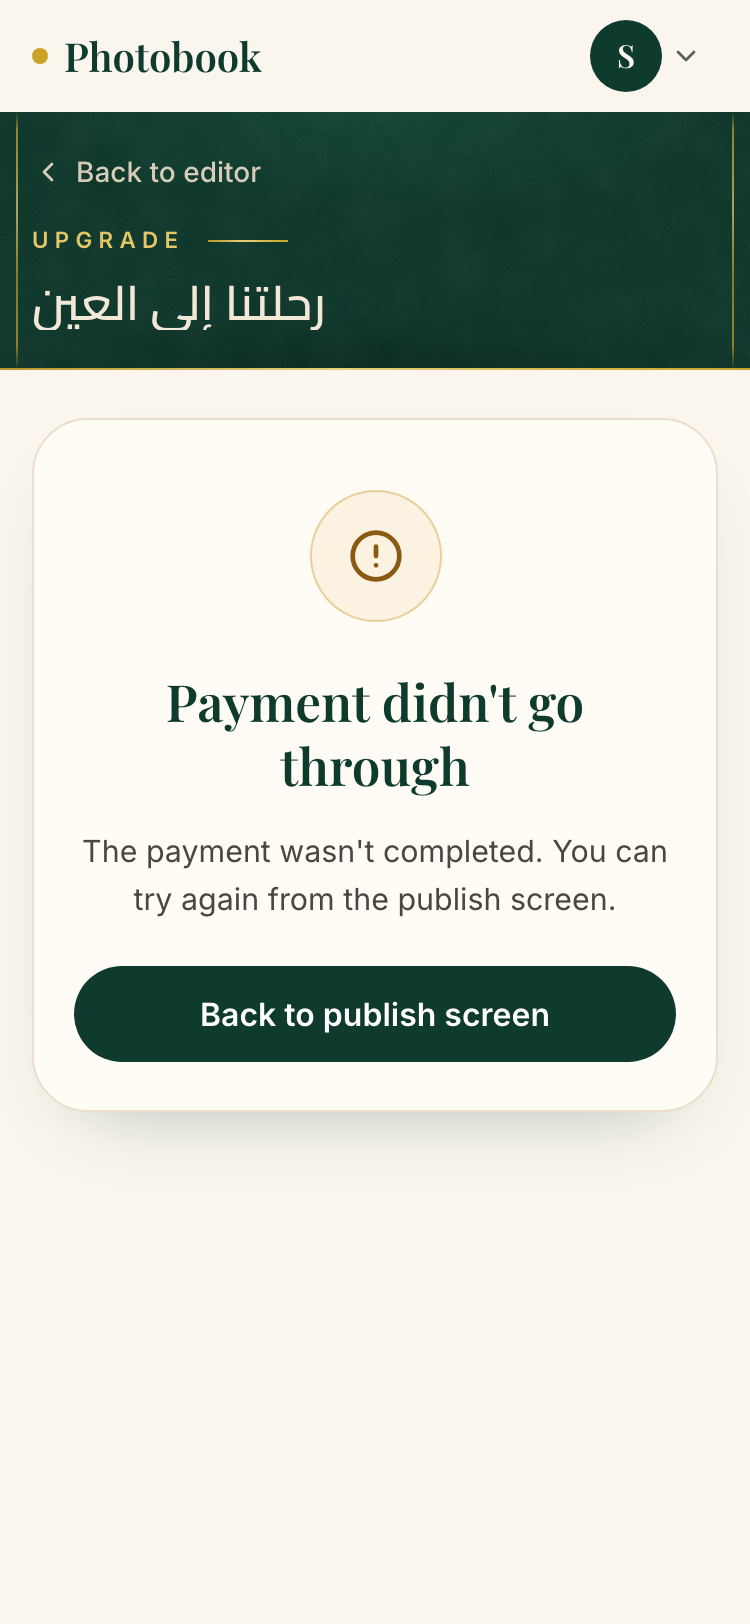 Photobook
S
Back to editor
UPGRADE
رحلتنا إلى العين
Payment didn't go
through
The payment wasn't completed. You can
try again from the publish screen.
Back to publish screen